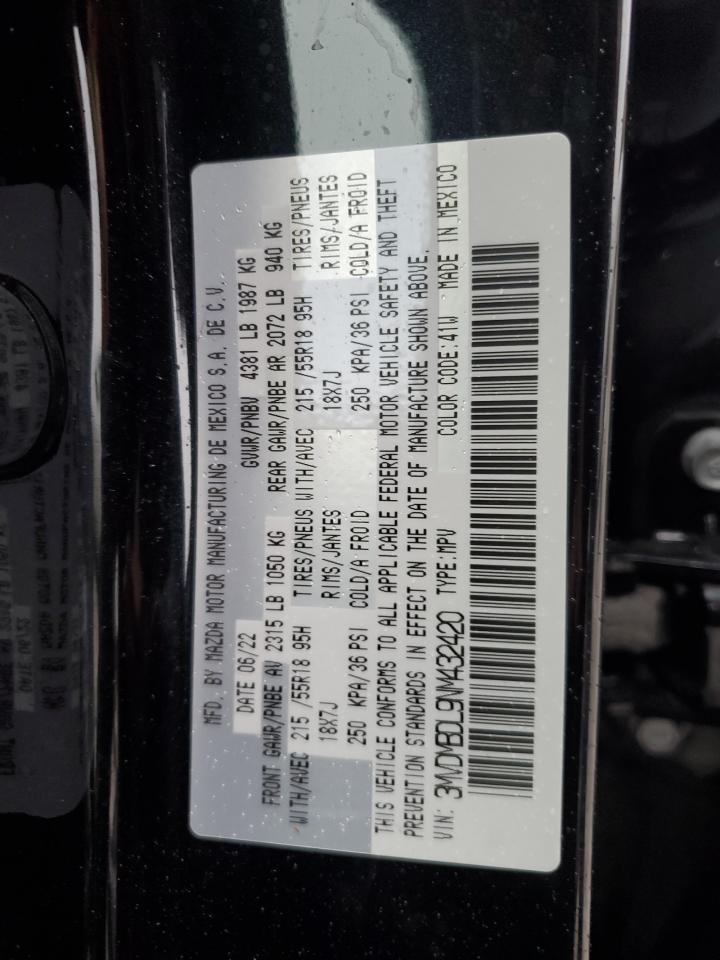 MFD. BY MAZDA MOTOR MANUFACTURING DE MEXICO S.A. DE C.V.
DATE 06/22 GVWR/PNBV 4381 LB 1987 KG
FRONT GAWR/PNBE AV 2315 LB 1050 KG REAR GAWR/PNBE AR 2072 LB 940 KG
WITH/AVEC 215 /55R18 95H TIRES/PNEUS WITH/AVEC 215 /55R18 95H TIRES/PNEUS
18X7J RIMS/JANTES 18X7J RIMS/JANTES
250 KPA/36 PSI COLD/A FROID 250 KPA/36 PSI COLD/A FROID
THIS VEHICLE CONFORMS TO ALL APPLICABLE FEDERAL MOTOR VEHICLE SAFETY AND THEFT
PREVENTION STANDARDS IN EFFECT ON THE DATE OF MANUFACTURE SHOWN ABOVE.
VIN: 3MVDMBDL9NM432420 TYPE:MPV COLOR CODE:41W MADE IN MEXICO